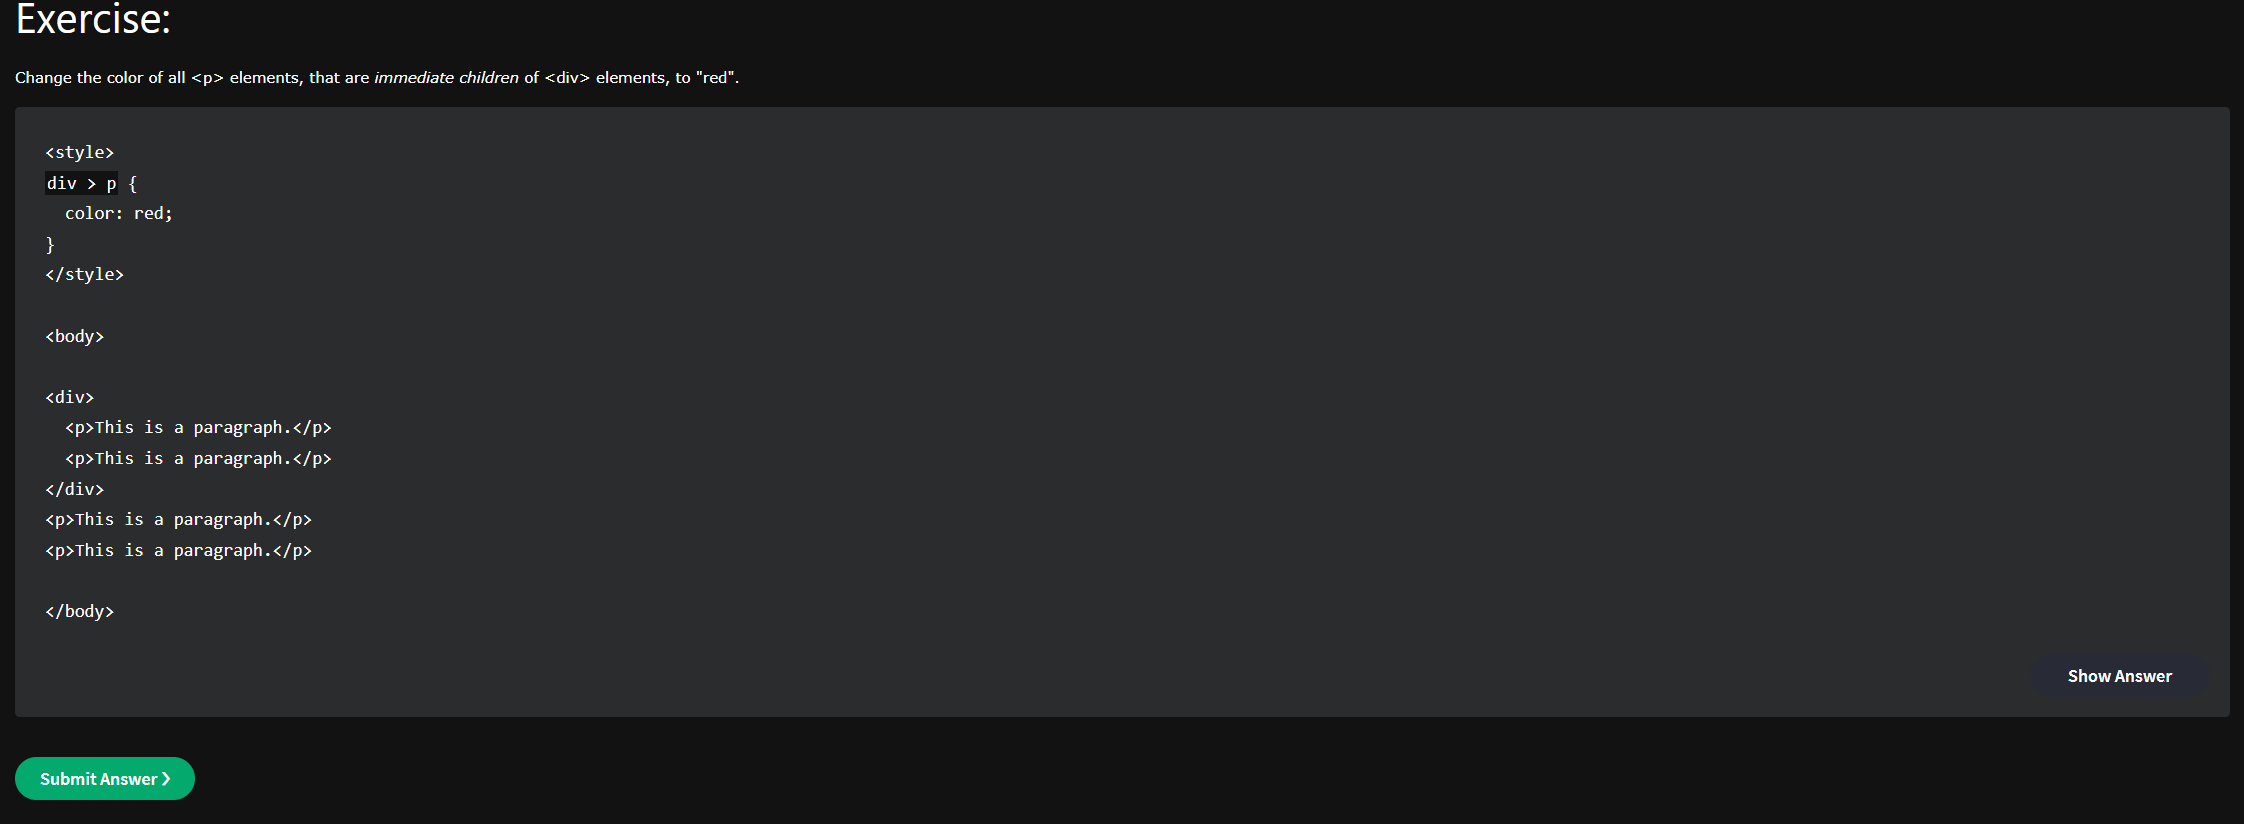 Exercise:
Change the color of all <p> elements, that are immediate children of <div> elements, to "red".
<style>
div > p {
  color: red;
}
</style>
<body>
<div>
  <p>This is a paragraph.</p>
  <p>This is a paragraph.</p>
</div>
<p>This is a paragraph.</p>
<p>This is a paragraph.</p>
</body>
Show Answer
Submit Answer ❯